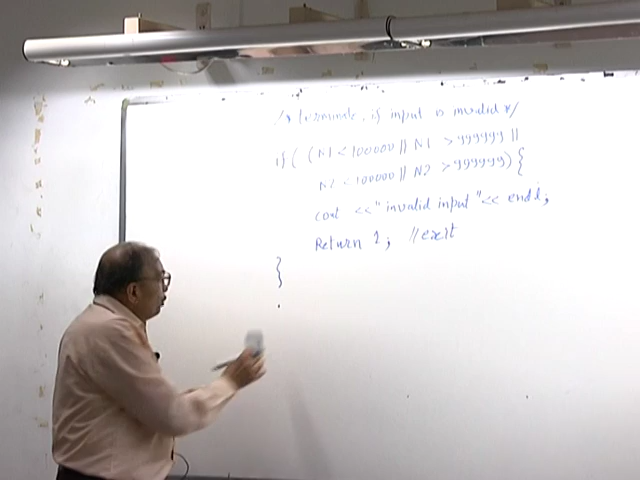 /* terminate, if input is invalid */
if ( (N1 < 100000 || N1 > 999999 ||
N2 < 100000 || N2 > 999999) {
cout << "invalid input" << endl;
Return 1; // exit
}